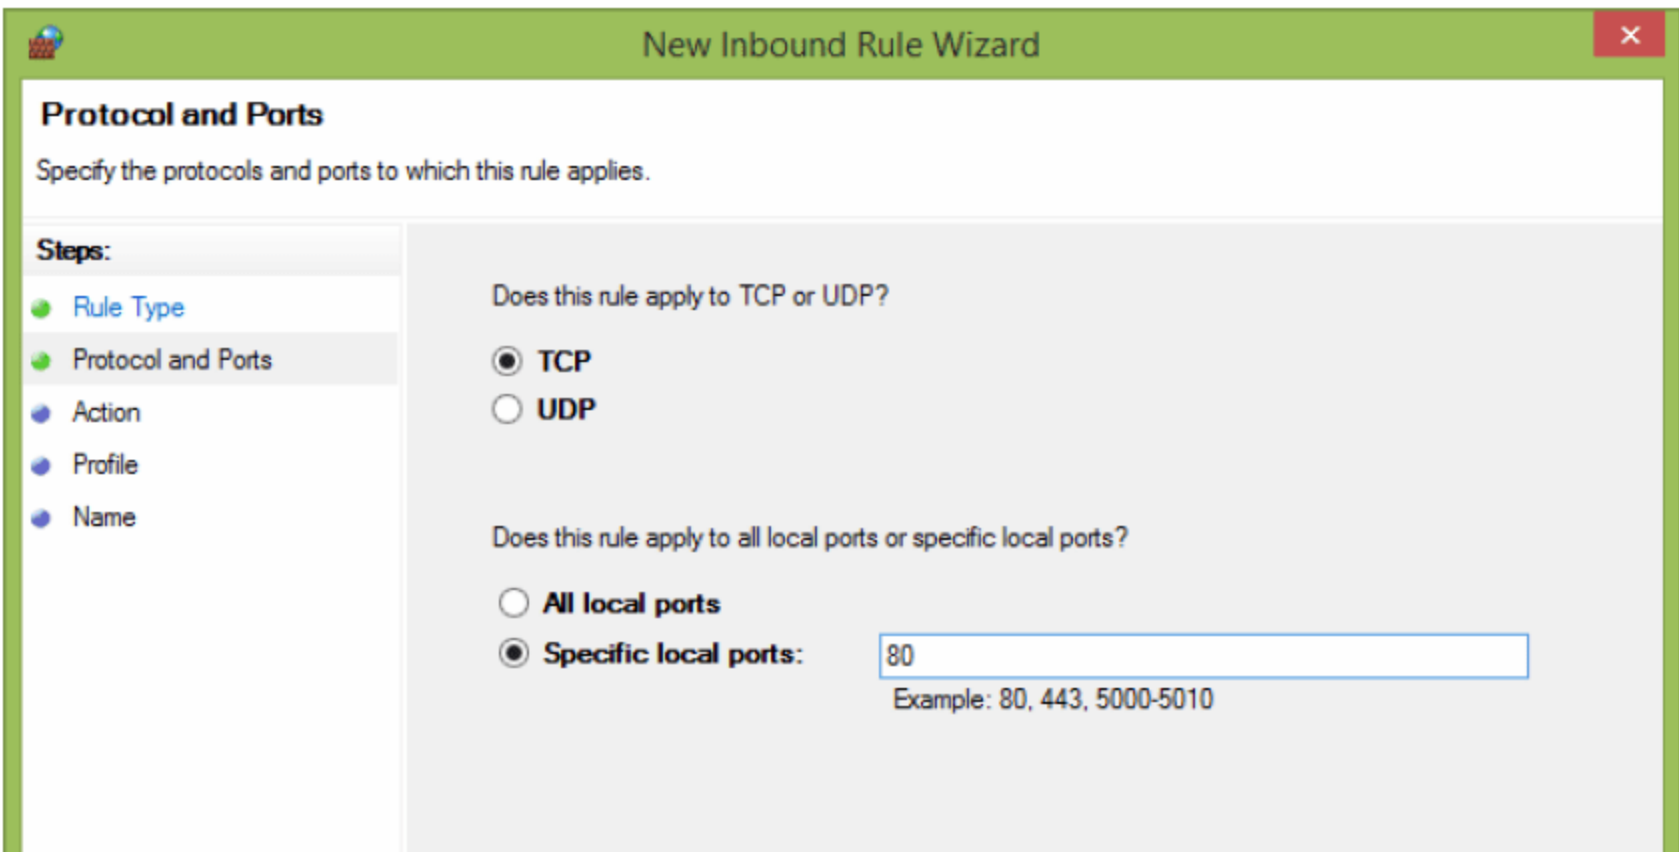 New Inbound Rule Wizard
Protocol and Ports
Specify the protocols and ports to which this rule applies.
Steps:
Rule Type
Protocol and Ports
Action
Profile
Name
Does this rule apply to TCP or UDP?
TCP
UDP
Does this rule apply to all local ports or specific local ports?
All local ports
Specific local ports: 80
Example: 80, 443, 5000-5010